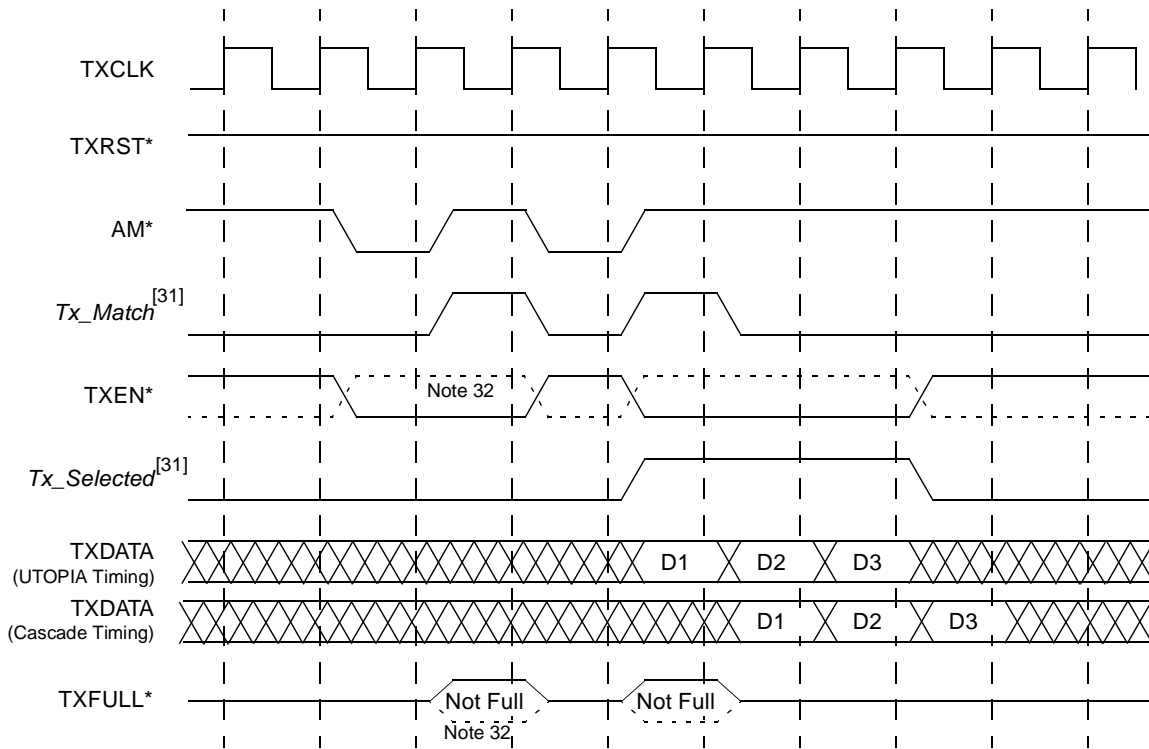 TXCLK
TXRST*
AM*
Tx_Match[31]
TXEN*
Note 32
Tx_Selected[31]
TXDATA
(UTOPIA Timing)
D1 D2 D3
TXDATA
(Cascade Timing)
D1 D2 D3
TXFULL*
Not Full Not Full
Note 32